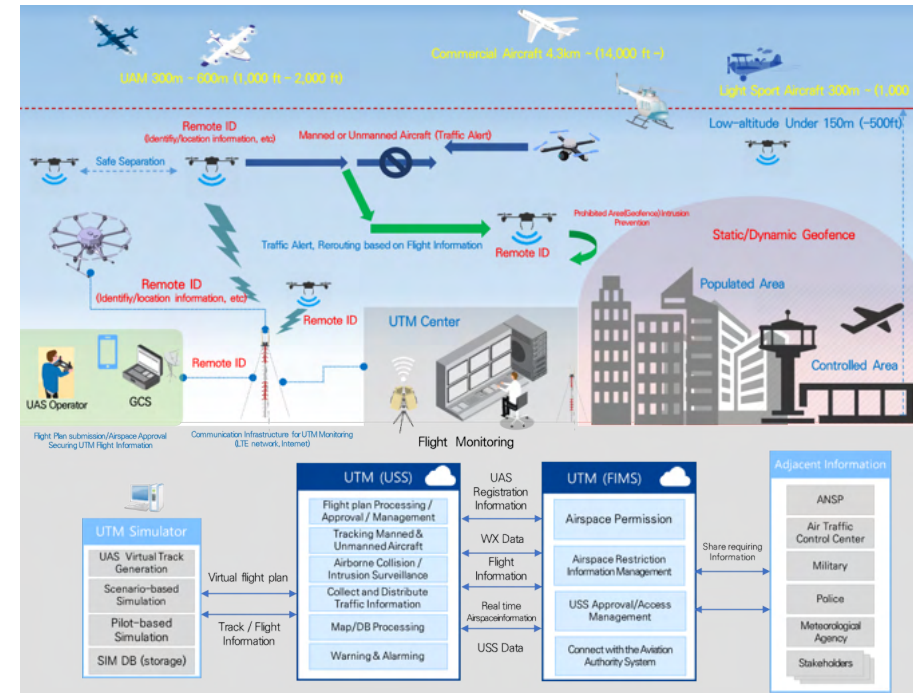 UAM 300m - 600m (1,000 ft - 2,000 ft)
Commercial Aircraft 4.3km - (14,000 ft -)
Light Sport Aircraft 300m - (1,000
Low-altitude Under 150m (-500ft)
Remote ID
(Identifiy/location information, etc)
Manned or Unmanned Aircraft (Traffic Alert)
Safe Separation
Prohibited Area(Geofence) Intrusion
Prevention
Traffic Alert, Rerouting based on Flight Information
Remote ID
Static/Dynamic Geofence
Remote ID
(Identifiy/location information, etc)
Populated Area
Remote ID
UTM Center
Remote ID
Controlled Area
UAS Operator
GCS
Flight Plan submission/Airspace Approval
Securing UTM Flight Information
Communication Infrastructure for UTM Monitoring
(LTE network, Internet)
Flight Monitoring
UTM Simulator
UAS Virtual Track
Generation
Scenario-based
Simulation
Pilot-based
Simulation
SIM DB (storage)
Virtual flight plan
Track / Flight
Information
UTM (USS)
Flight plan Processing /
Approval / Management
Tracking Manned &
Unmanned Aircraft
Airborne Collision /
Intrusion Surveillance
Collect and Distribute
Traffic Information
Map/DB Processing
Warning & Alarming
UAS
Registration
Information
WX Data
Flight
Information
Real time
Airspaceinformation
USS Data
UTM (FIMS)
Airspace Permission
Airspace Restriction
Information Management
USS Approval/Access
Management
Connect with the Aviation
Authority System
Share requiring
Information
Adjacent Information
ANSP
Air Traffic
Control Center
Military
Police
Meteorological
Agency
Stakeholders